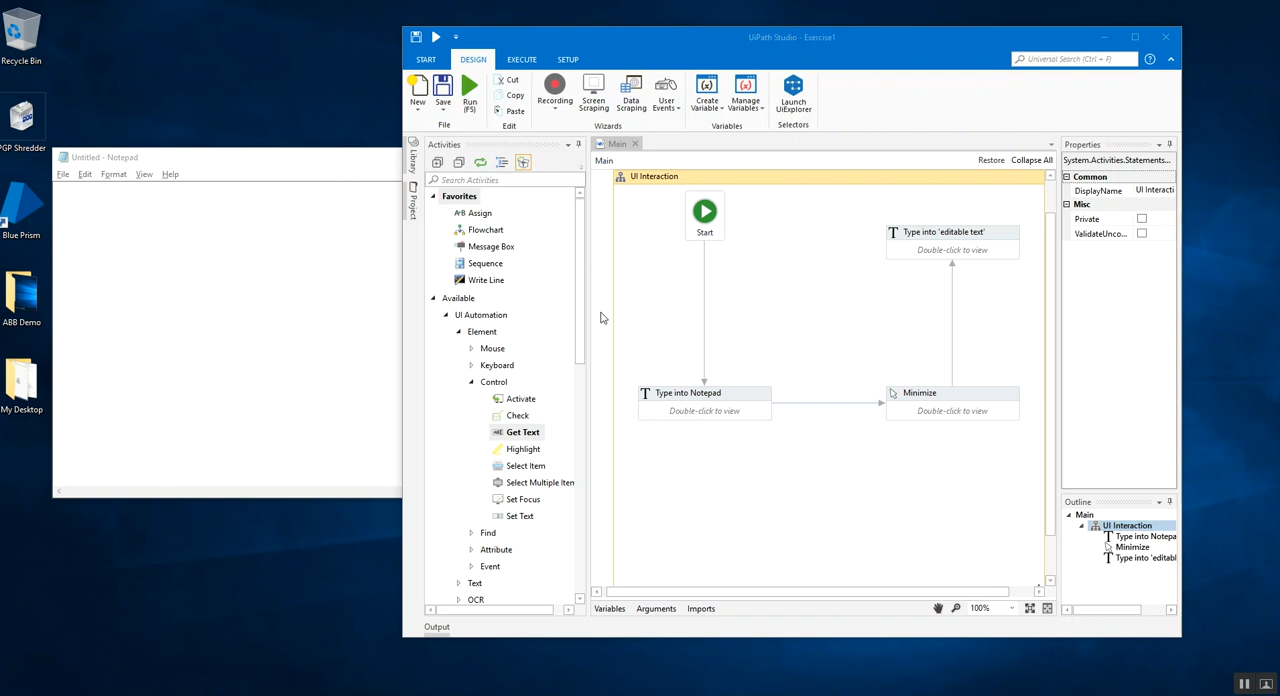 Recycle Bin
PGP Shredder
Blue Prism
ABB Demo
My Desktop
Untitled - Notepad
File Edit Format View Help
UiPath Studio - Exercise1
START DESIGN EXECUTE SETUP
Universal Search (Ctrl + F)
New
Save
Run
(F5)
File
Cut
Copy
Paste
Edit
Recording
Screen
Scraping
Data
Scraping
User
Events
Wizards
Create
Variable
Manage
Variables
Variables
Launch
UiExplorer
Selectors
Library
Project
Activities
Search Activities
Favorites
A+B Assign
Flowchart
Message Box
Sequence
Write Line
Available
UI Automation
Element
Mouse
Keyboard
Control
Activate
Check
Get Text
Highlight
Select Item
Select Multiple Item
Set Focus
Set Text
Find
Attribute
Event
Text
OCR
Output
Main
Main
Restore Collapse All
UI Interaction
Start
T Type into 'editable text'
Double-click to view
T Type into Notepad
Double-click to view
Minimize
Double-click to view
Variables Arguments Imports
100%
Properties
System.Activities.Statements...
Common
DisplayName UI Interacti
Misc
Private
ValidateUnco...
Outline
Main
UI Interaction
T Type into Notepa
Minimize
T Type into 'editabl